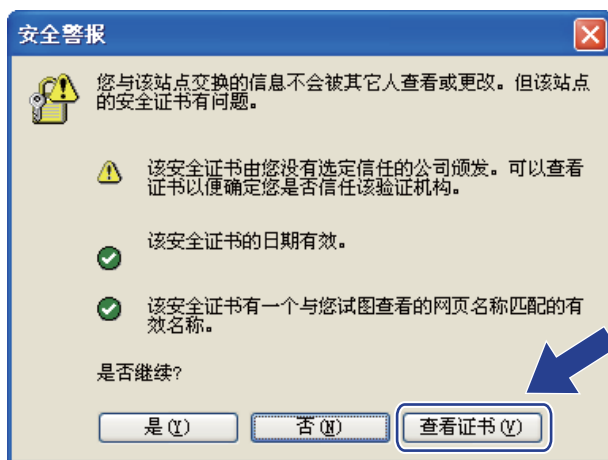 安全警报
您与该站点交换的信息不会被其它人查看或更改。但该站点
的安全证书有问题。
该安全证书由您没有选定信任的公司颁发。可以查看
证书以便确定您是否信任该验证机构。
该安全证书的日期有效。
该安全证书有一个与您试图查看的网页名称匹配的有
效名称。
是否继续?
是(Y) 否(N) 查看证书(V)